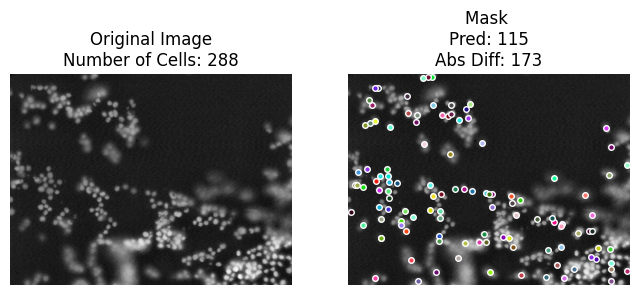 Original Image
Number of Cells: 288
Mask
Pred: 115
Abs Diff: 173